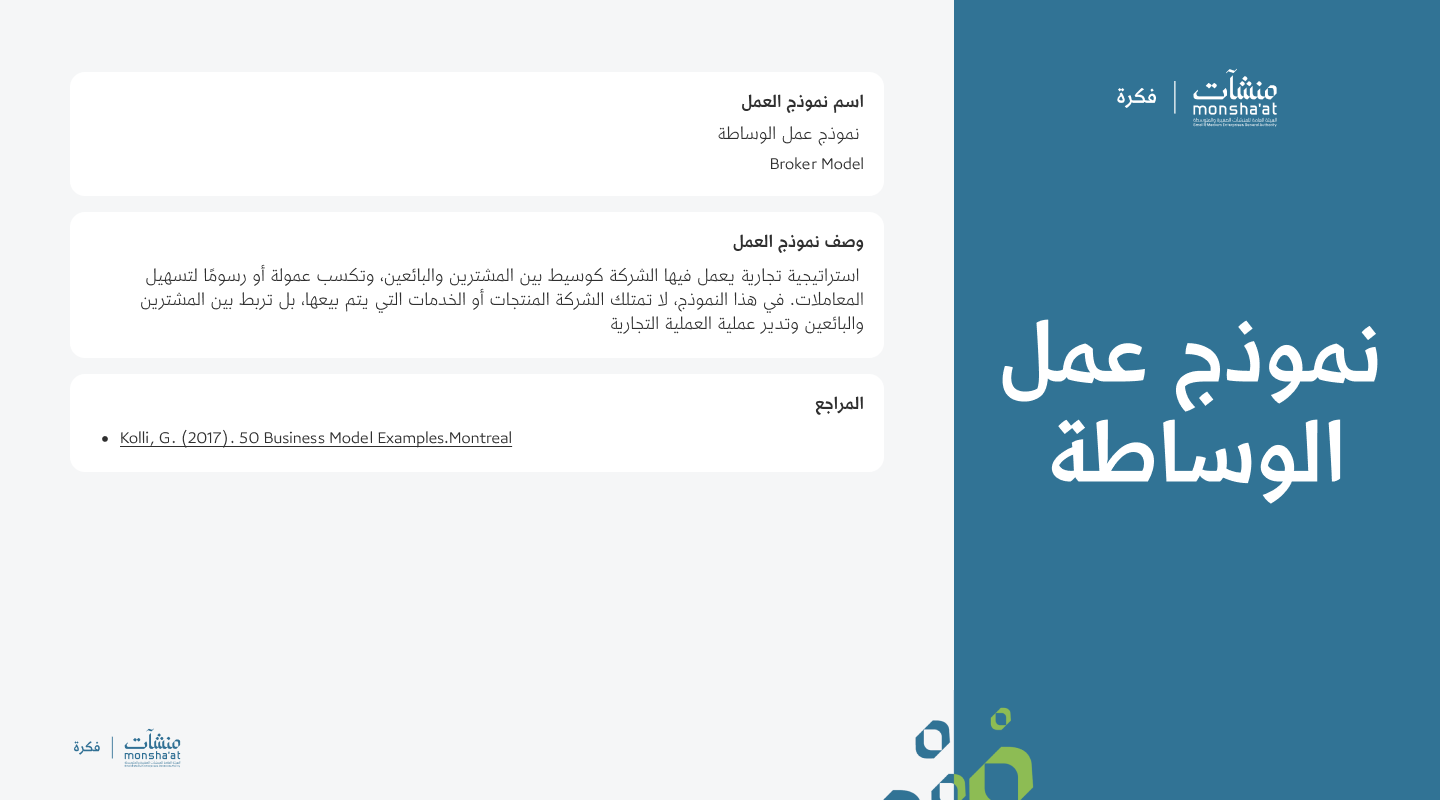 منشآت
monsha'at
الهيئة العامة للمنشآت الصغيرة والمتوسطة
Small & Medium Enterprises General Authority
فكرة
نموذج عمل
الوساطة
اسم نموذج العمل
نموذج عمل الوساطة
Broker Model
وصف نموذج العمل
استراتيجية تجارية يعمل فيها الشركة كوسيط بين المشترين والبائعين، وتكسب عمولة أو رسومًا لتسهيل
المعاملات. في هذا النموذج، لا تمتلك الشركة المنتجات أو الخدمات التي يتم بيعها، بل تربط بين المشترين
والبائعين وتدير عملية العملية التجارية
المراجع
• Kolli, G. (2017). 50 Business Model Examples.Montreal
منشآت
monsha'at
فكرة